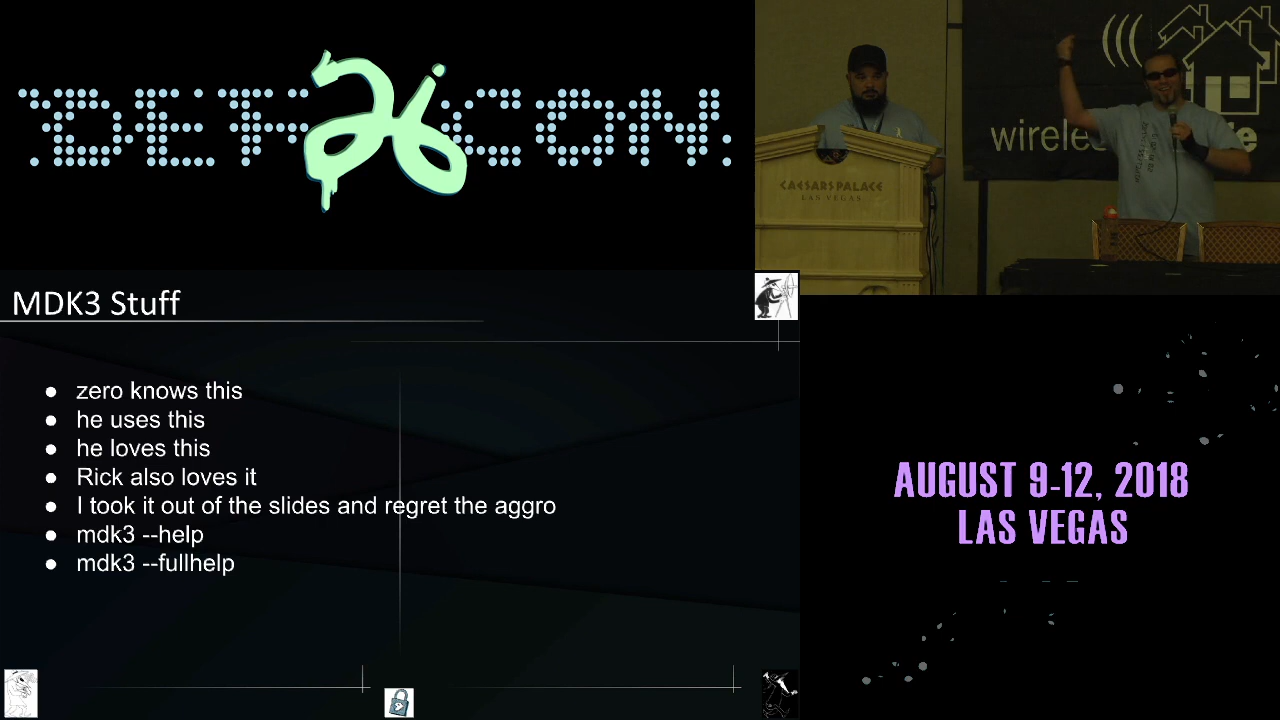 DEF CON 26
CAESARS PALACE
LAS VEGAS
MDK3 Stuff
● zero knows this
● he uses this
● he loves this
● Rick also loves it
● I took it out of the slides and regret the aggro
● mdk3 --help
● mdk3 --fullhelp
AUGUST 9-12, 2018
LAS VEGAS